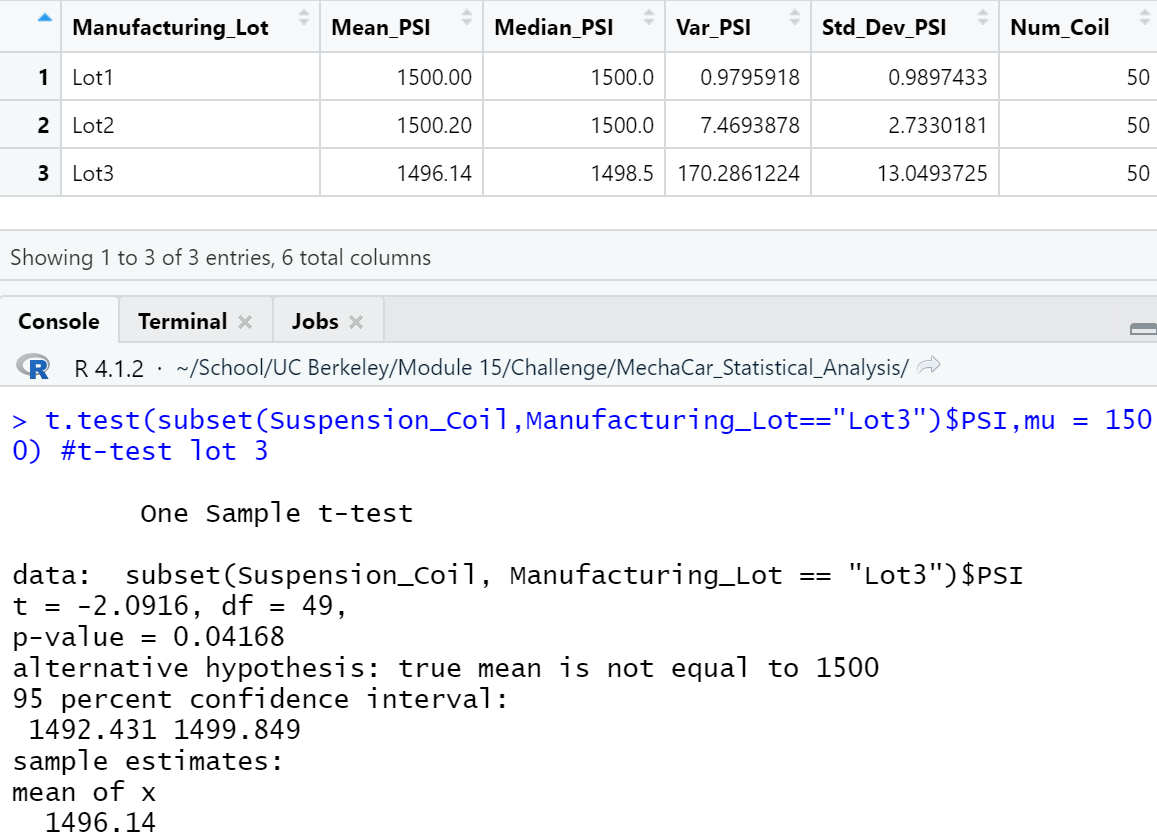 Manufacturing_Lot Mean_PSI Median_PSI Var_PSI Std_Dev_PSI Num_Coil
1 Lot1 1500.00 1500.0 0.9795918 0.9897433 50
2 Lot2 1500.20 1500.0 7.4693878 2.7330181 50
3 Lot3 1496.14 1498.5 170.2861224 13.0493725 50
Showing 1 to 3 of 3 entries, 6 total columns
Console Terminal Jobs
R R 4.1.2 · ~/School/UC Berkeley/Module 15/Challenge/MechaCar_Statistical_Analysis/
> t.test(subset(Suspension_Coil,Manufacturing_Lot=="Lot3")$PSI,mu = 150
0) #t-test lot 3
One Sample t-test
data:  subset(Suspension_Coil, Manufacturing_Lot == "Lot3")$PSI
t = -2.0916, df = 49,
p-value = 0.04168
alternative hypothesis: true mean is not equal to 1500
95 percent confidence interval:
1492.431 1499.849
sample estimates:
mean of x
1496.14